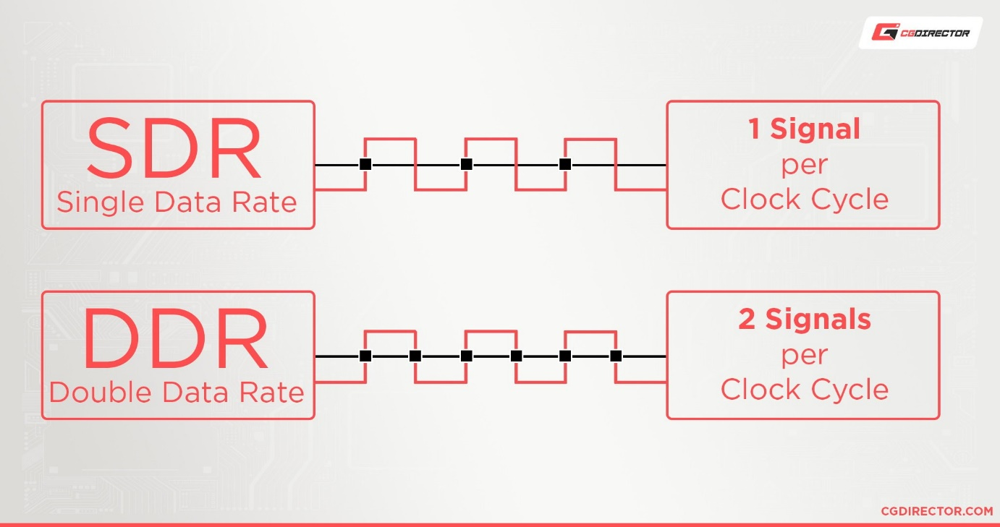 CGDIRECTOR
SDR
Single Data Rate
1 Signal
per
Clock Cycle
DDR
Double Data Rate
2 Signals
per
Clock Cycle
CGDIRECTOR.COM